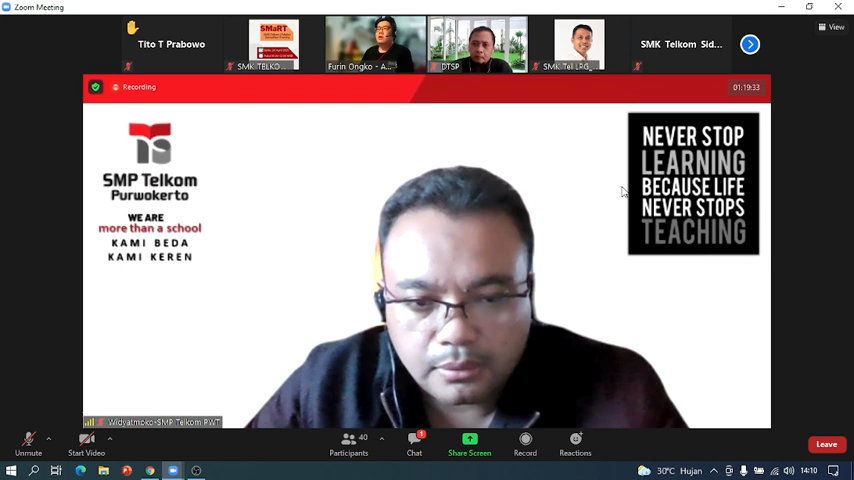 Zoom Meeting
View
Tito T Prabowo
SMaRT
SMK TELKO...
Furin Ongko - A...
DTSP
SMK Tel LPG_...
SMK Telkom Sid...
Recording
01:19:33
SMP Telkom
Purwokerto
WE ARE
more than a school
KAMI BEDA
KAMI KEREN
NEVER STOP
LEARNING
BECAUSE LIFE
NEVER STOPS
TEACHING
Widyatmoko-SMP Telkom PWT
Unmute
Start Video
40
Participants
1
Chat
Share Screen
Record
Reactions
Leave
30°C Hujan
14:10